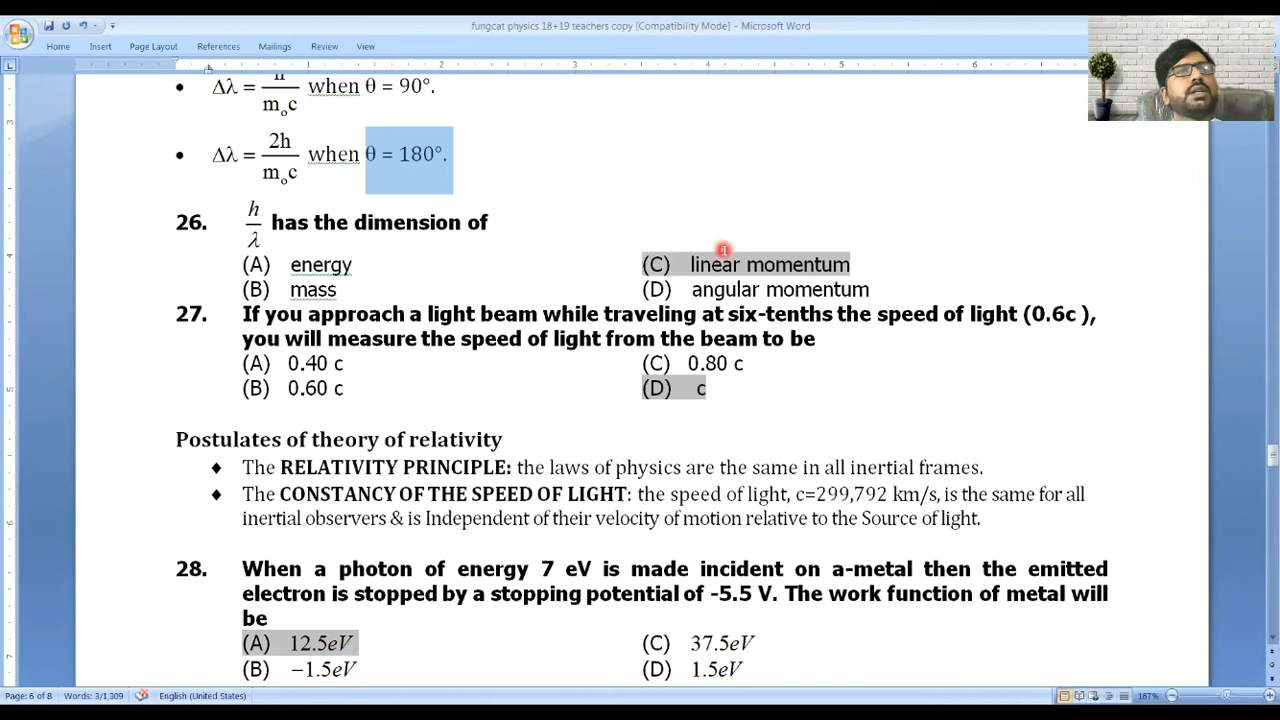 fungcat physics 18+19 teachers copy [Compatibility Mode] - Microsoft Word
Home Insert Page Layout References Mailings Review View
1 2 3 4 5 6
• Δλ = h/m₀c when θ = 90°.
• Δλ = 2h/m₀c when θ = 180°.
26. h/λ has the dimension of
(A) energy (C) linear momentum
(B) mass (D) angular momentum
27. If you approach a light beam while traveling at six-tenths the speed of light (0.6c ),
you will measure the speed of light from the beam to be
(A) 0.40 c (C) 0.80 c
(B) 0.60 c (D) c
Postulates of theory of relativity
♦ The RELATIVITY PRINCIPLE: the laws of physics are the same in all inertial frames.
♦ The CONSTANCY OF THE SPEED OF LIGHT: the speed of light, c=299,792 km/s, is the same for all
inertial observers & is Independent of their velocity of motion relative to the Source of light.
28. When a photon of energy 7 eV is made incident on a-metal then the emitted
electron is stopped by a stopping potential of -5.5 V. The work function of metal will
be
(A) 12.5eV (C) 37.5eV
(B) −1.5eV (D) 1.5eV
Page: 6 of 8 Words: 3/1,309 English (United States) 167%